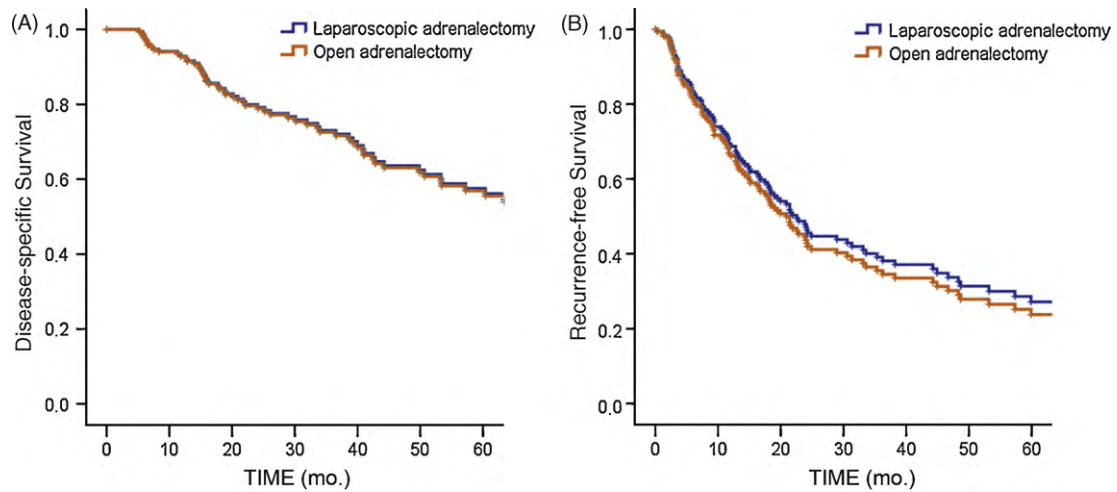 (A)
Laparoscopic adrenalectomy
Open adrenalectomy
Disease-specific Survival
1.0
0.8
0.6
0.4
0.2
0.0
0 10 20 30 40 50 60
TIME (mo.)
(B)
Laparoscopic adrenalectomy
Open adrenalectomy
Recurrence-free Survival
1.0
0.8
0.6
0.4
0.2
0.0
0 10 20 30 40 50 60
TIME (mo.)